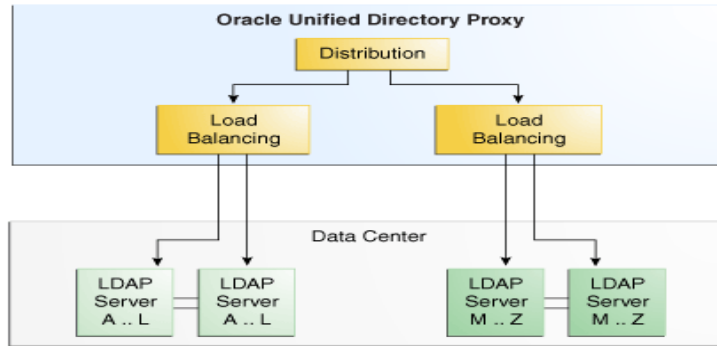 Oracle Unified Directory Proxy
Distribution
Load
Balancing
Load
Balancing
Data Center
LDAP
Server
A .. L
LDAP
Server
A .. L
LDAP
Server
M .. Z
LDAP
Server
M .. Z